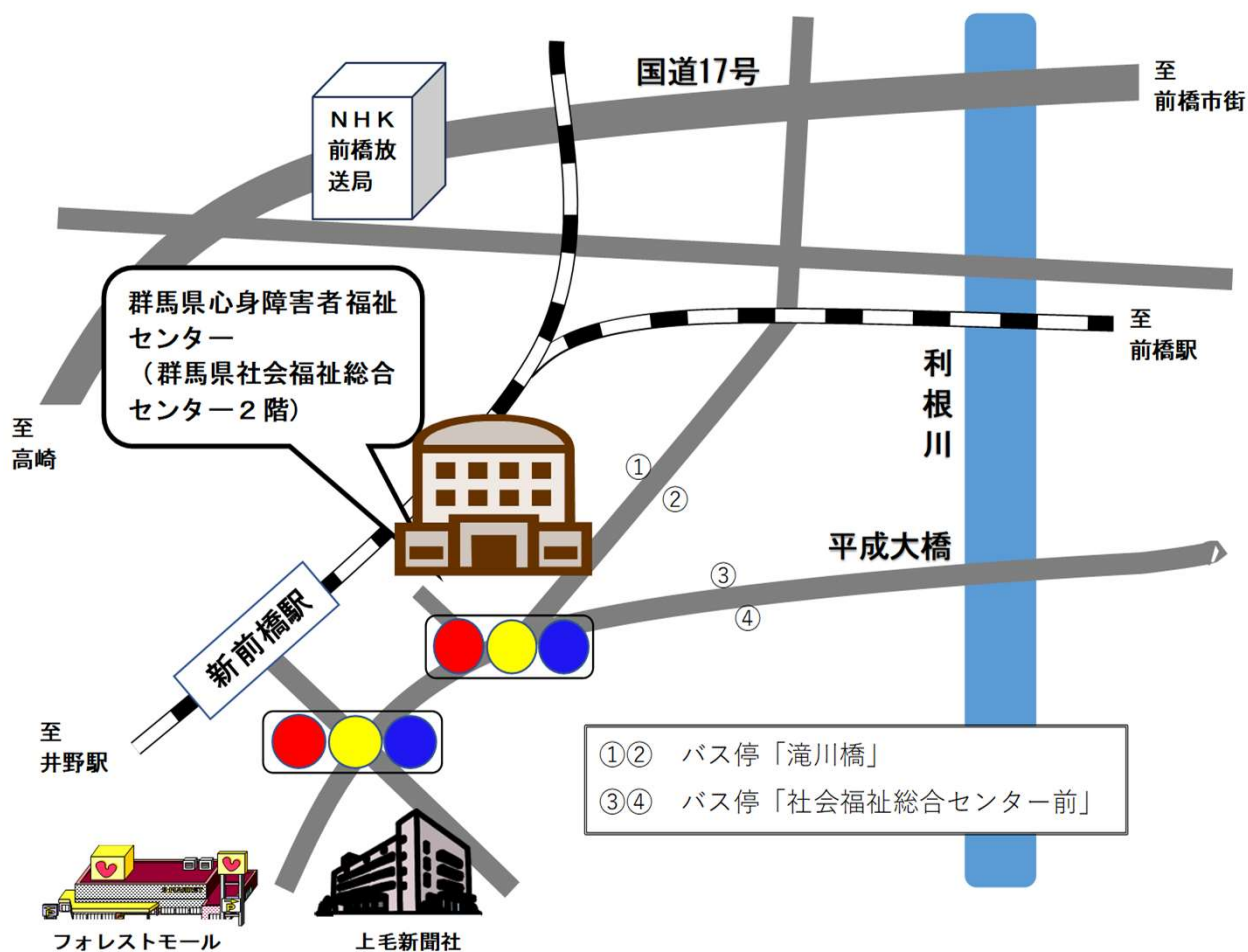 国道17号
至
前橋市街
NHK
前橋放
送局
群馬県心身障害者福祉
センター
(群馬県社会福祉総合
センター2階)
至
前橋駅
利根川
至
高崎
①
②
平成大橋
③
④
新前橋駅
至
井野駅
①② バス停「滝川橋」
③④ バス停「社会福祉総合センター前」
フォレストモール
上毛新聞社